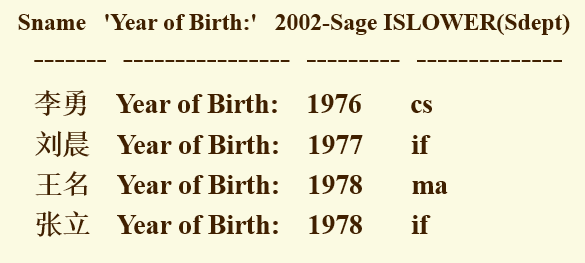 Sname 'Year of Birth:' 2002-Sage ISLOWER(Sdept)
------- ---------------- --------- --------------
李勇 Year of Birth: 1976 cs
刘晨 Year of Birth: 1977 if
王名 Year of Birth: 1978 ma
张立 Year of Birth: 1978 if